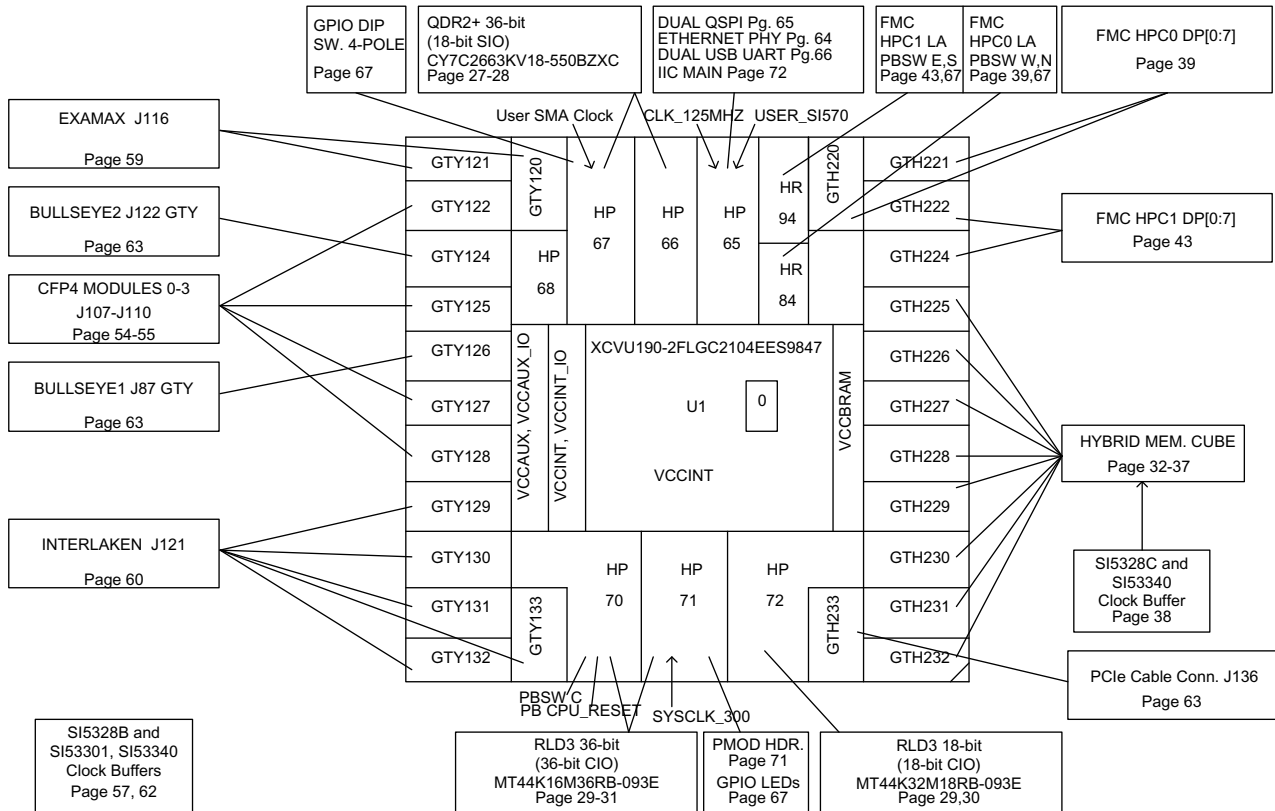 GPIO DIP
SW. 4-POLE
Page 67
QDR2+ 36-bit
(18-bit SIO)
CY7C2663KV18-550BZXC
Page 27-28
DUAL QSPI Pg. 65
ETHERNET PHY Pg. 64
DUAL USB UART Pg.66
IIC MAIN Page 72
FMC
HPC1 LA
PBSW E,S
Page 43,67
FMC
HPC0 LA
PBSW W,N
Page 39,67
FMC HPC0 DP[0:7]
Page 39
EXAMAX J116
Page 59
BULLSEYE2 J122 GTY
Page 63
CFP4 MODULES 0-3
J107-J110
Page 54-55
BULLSEYE1 J87 GTY
Page 63
INTERLAKEN J121
Page 60
SI5328B and
SI53301, SI53340
Clock Buffers
Page 57, 62
User SMA Clock
CLK_125MHZ
USER_SI570
GTY121
GTY122
GTY124
GTY125
GTY126
GTY127
GTY128
GTY129
GTY130
GTY131
GTY132
GTY120
HP
68
HP
67
HP
66
HP
65
HR
94
HR
84
GTH220
VCCAUX, VCCAUX_IO
VCCINT, VCCINT_IO
XCVU190-2FLGC2104EES9847
U1
0
VCCINT
VCCBRAM
GTY133
HP
70
HP
71
HP
72
GTH233
GTH221
GTH222
GTH224
GTH225
GTH226
GTH227
GTH228
GTH229
GTH230
GTH231
GTH232
FMC HPC1 DP[0:7]
Page 43
HYBRID MEM. CUBE
Page 32-37
SI5328C and
SI53340
Clock Buffer
Page 38
PCIe Cable Conn. J136
Page 63
PBSW C
PB CPU_RESET
SYSCLK_300
RLD3 36-bit
(36-bit CIO)
MT44K16M36RB-093E
Page 29-31
PMOD HDR.
Page 71
GPIO LEDs
Page 67
RLD3 18-bit
(18-bit CIO)
MT44K32M18RB-093E
Page 29,30